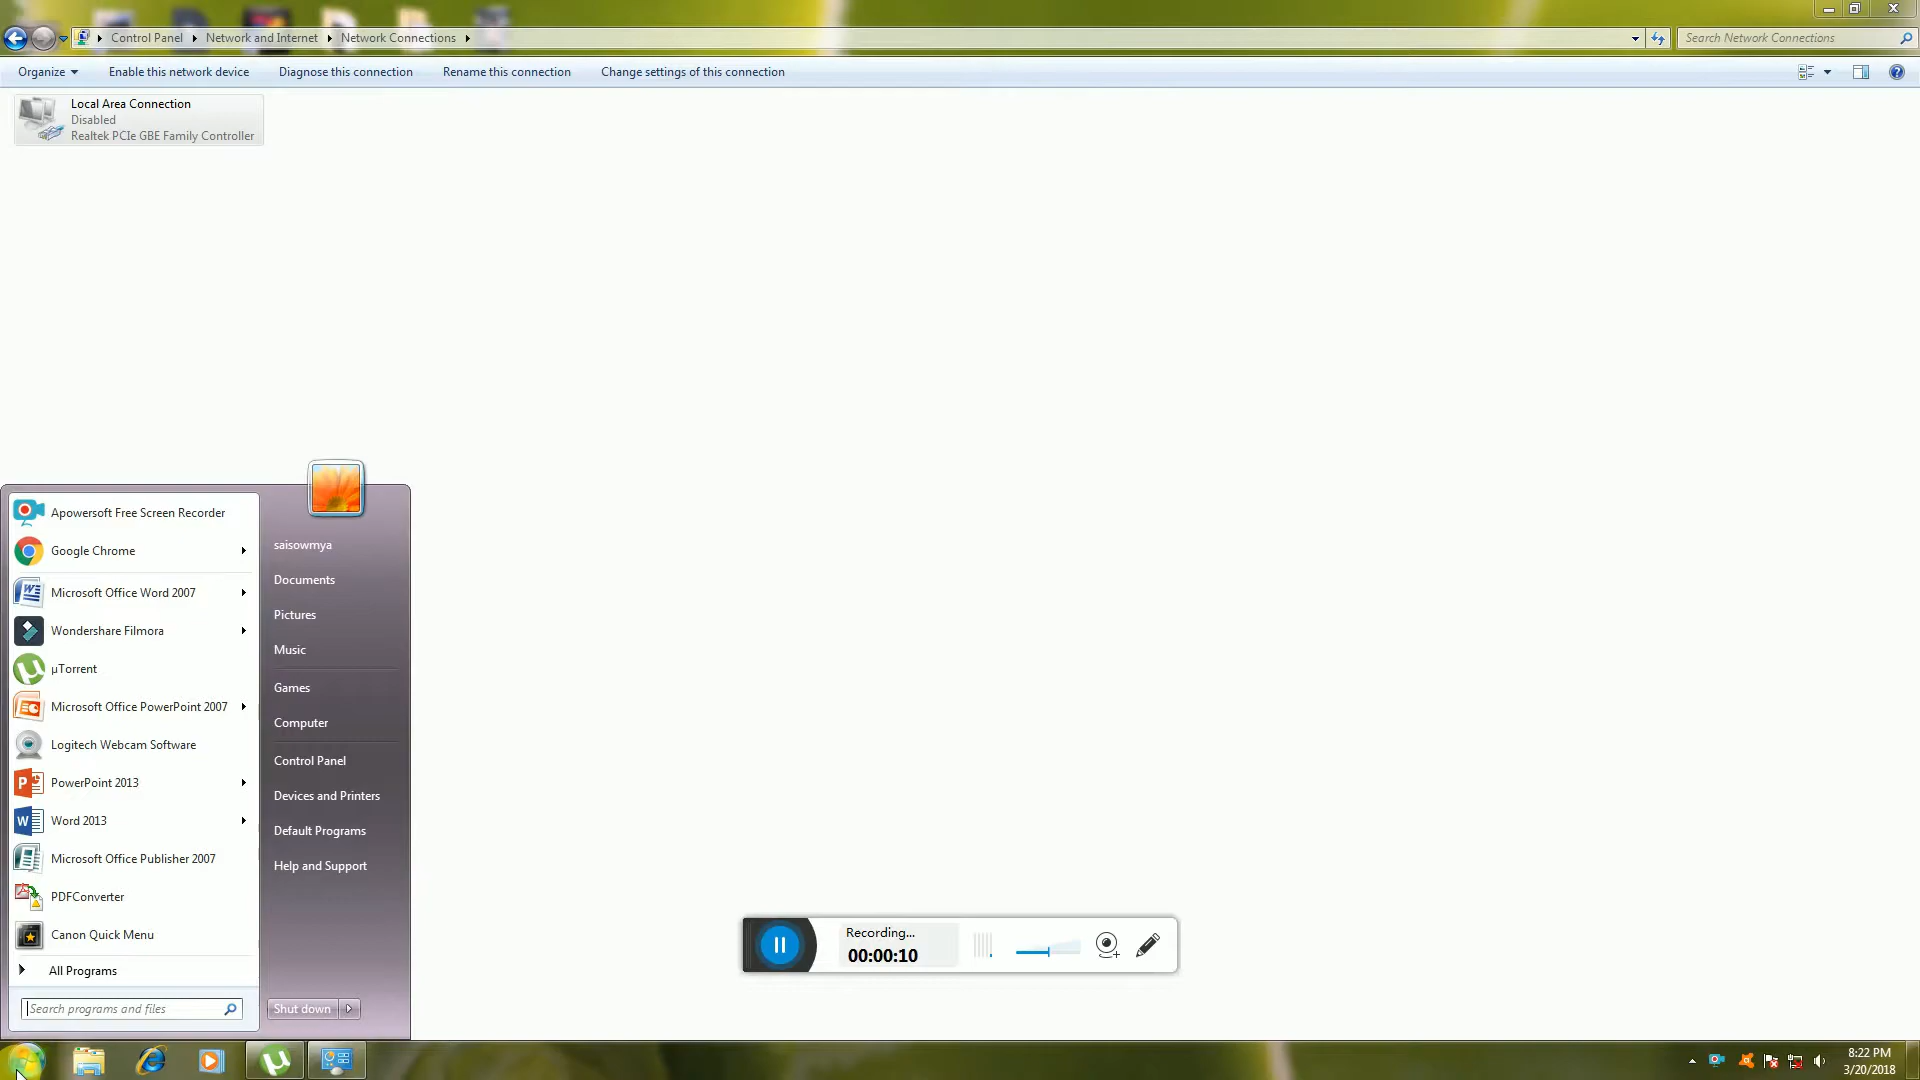 Control Panel
Network and Internet
Network Connections
Search Network Connections
Organize
Enable this network device
Diagnose this connection
Rename this connection
Change settings of this connection
Local Area Connection
Disabled
Realtek PCIe GBE Family Controller
Apowersoft Free Screen Recorder
Google Chrome
Microsoft Office Word 2007
Wondershare Filmora
µTorrent
Microsoft Office PowerPoint 2007
Logitech Webcam Software
PowerPoint 2013
Word 2013
Microsoft Office Publisher 2007
PDFConverter
Canon Quick Menu
All Programs
Search programs and files
saisowmya
Documents
Pictures
Music
Games
Computer
Control Panel
Devices and Printers
Default Programs
Help and Support
Shut down
Recording...
00:00:10
8:22 PM
3/20/2018